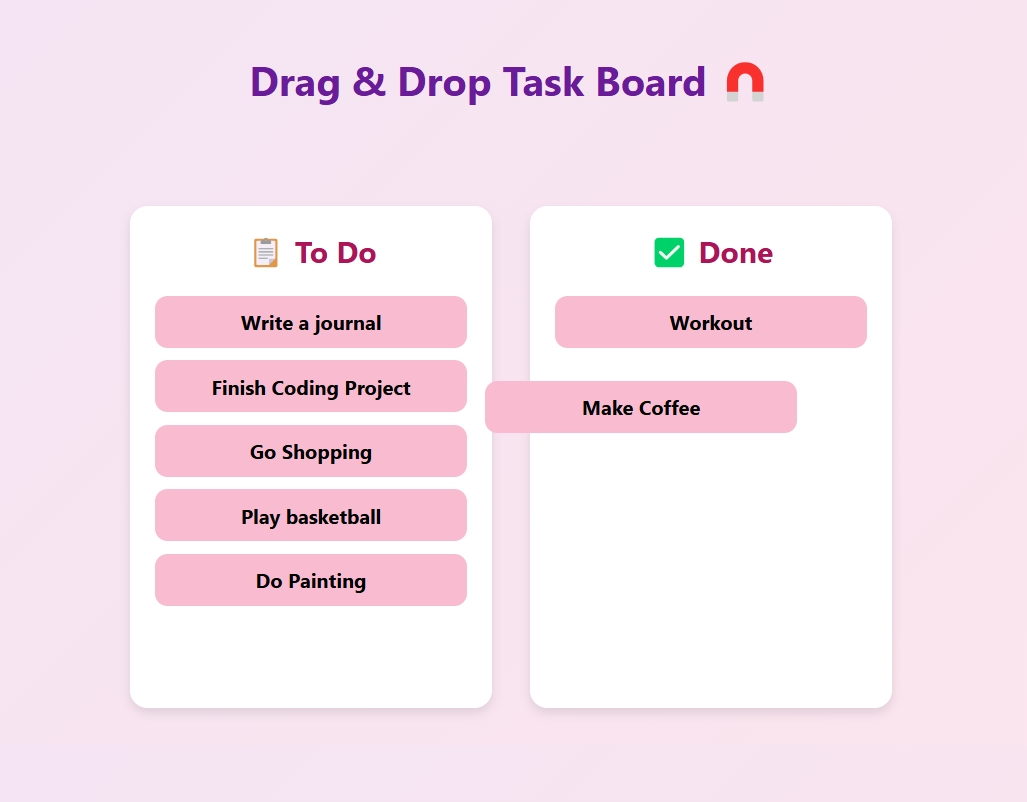 Drag & Drop Task Board
To Do
Write a journal
Finish Coding Project
Go Shopping
Play basketball
Do Painting
Done
Workout
Make Coffee